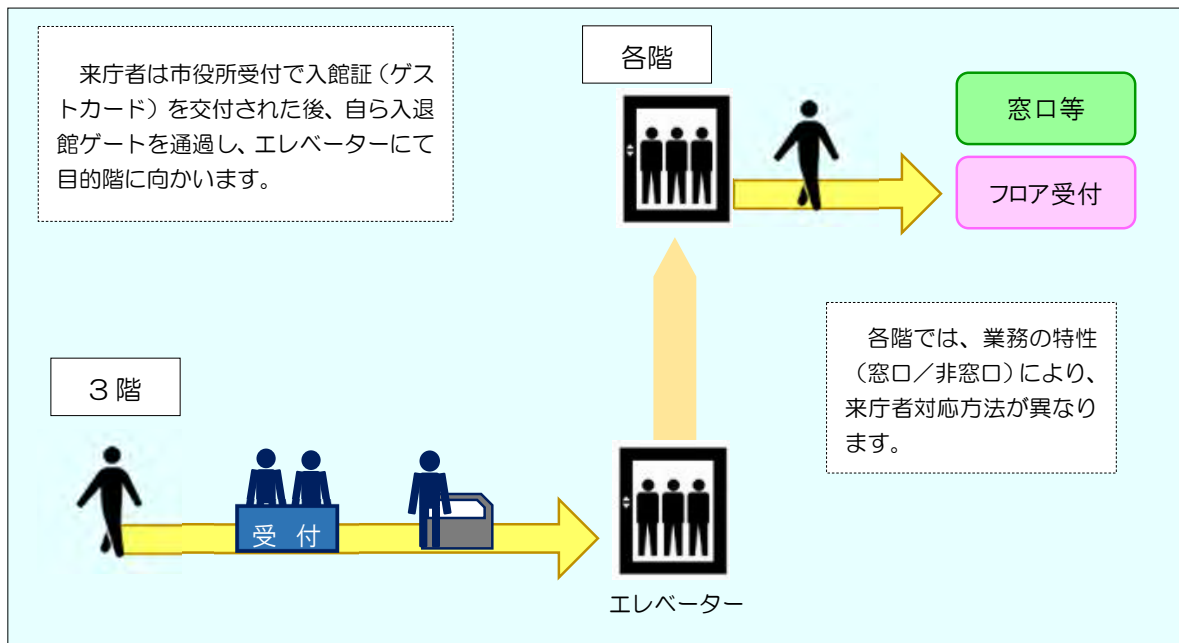 来庁者は市役所受付で入館証（ゲス
トカード）を交付された後、自ら入退
館ゲートを通過し、エレベーターにて
目的階に向かいます。
各階
窓口等
フロア受付
各階では、業務の特性
（窓口／非窓口）により、
来庁者対応方法が異なり
ます。
３階
受　付
エレベーター